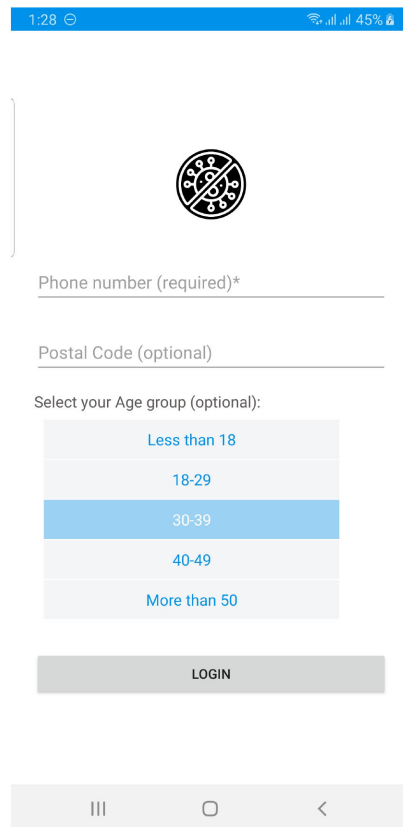 1:28 45%
Phone number (required)*
Postal Code (optional)
Select your Age group (optional):
Less than 18
18-29
30-39
40-49
More than 50
LOGIN